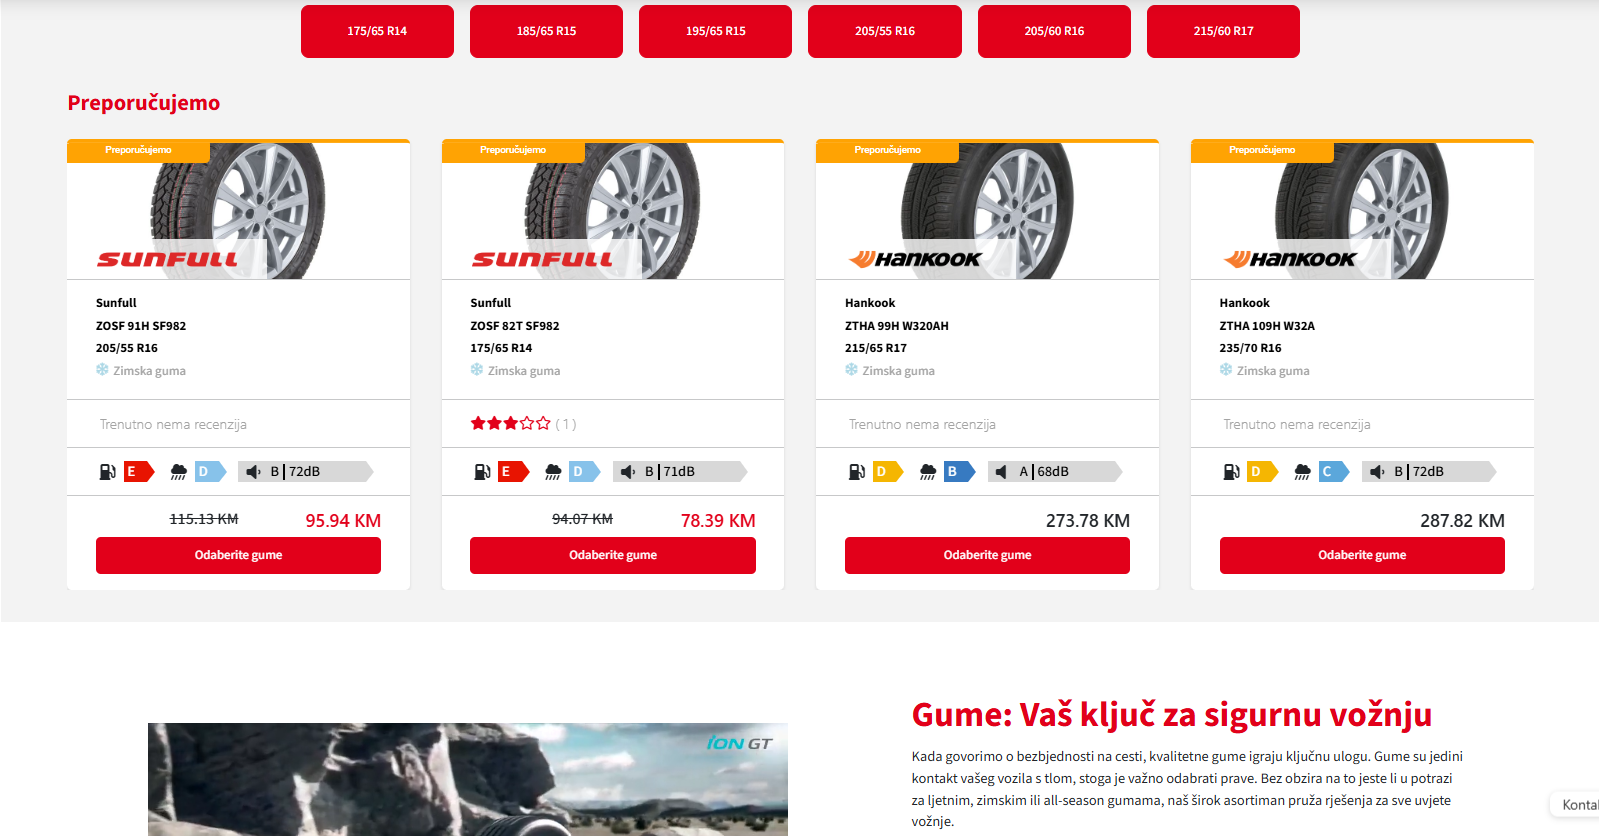 175/65 R14
185/65 R15
195/65 R15
205/55 R16
205/60 R16
215/60 R17
Preporučujemo
Preporučujemo
SUNFULL
Sunfull
ZOSF 91H SF982
205/55 R16
Zimska guma
Trenutno nema recenzija
E D B 72dB
115.13 KM 95.94 KM
Odaberite gume
Preporučujemo
SUNFULL
Sunfull
ZOSF 82T SF982
175/65 R14
Zimska guma
( 1 )
E D B 71dB
94.07 KM 78.39 KM
Odaberite gume
Preporučujemo
HANKOOK
Hankook
ZTHA 99H W320AH
215/65 R17
Zimska guma
Trenutno nema recenzija
D B A 68dB
273.78 KM
Odaberite gume
Preporučujemo
HANKOOK
Hankook
ZTHA 109H W32A
235/70 R16
Zimska guma
Trenutno nema recenzija
D C B 72dB
287.82 KM
Odaberite gume
iON GT
Gume: Vaš ključ za sigurnu vožnju
Kada govorimo o bezbjednosti na cesti, kvalitetne gume igraju ključnu ulogu. Gume su jedini
kontakt vašeg vozila s tlom, stoga je važno odabrati prave. Bez obzira na to jeste li u potrazi
za ljetnim, zimskim ili all-season gumama, naš širok asortiman pruža rješenja za sve uvjete
vožnje.